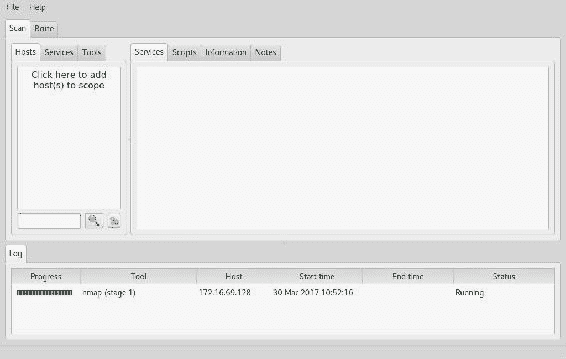 File Help
Scan Brute
Hosts Services Tools
Services Scripts Information Notes
Click here to add
host(s) to scope
Log
Progress Tool Host Start time End time Status
nmap (stage 1) 172.16.69.128 30 Mar 2017 10:52:16 Running